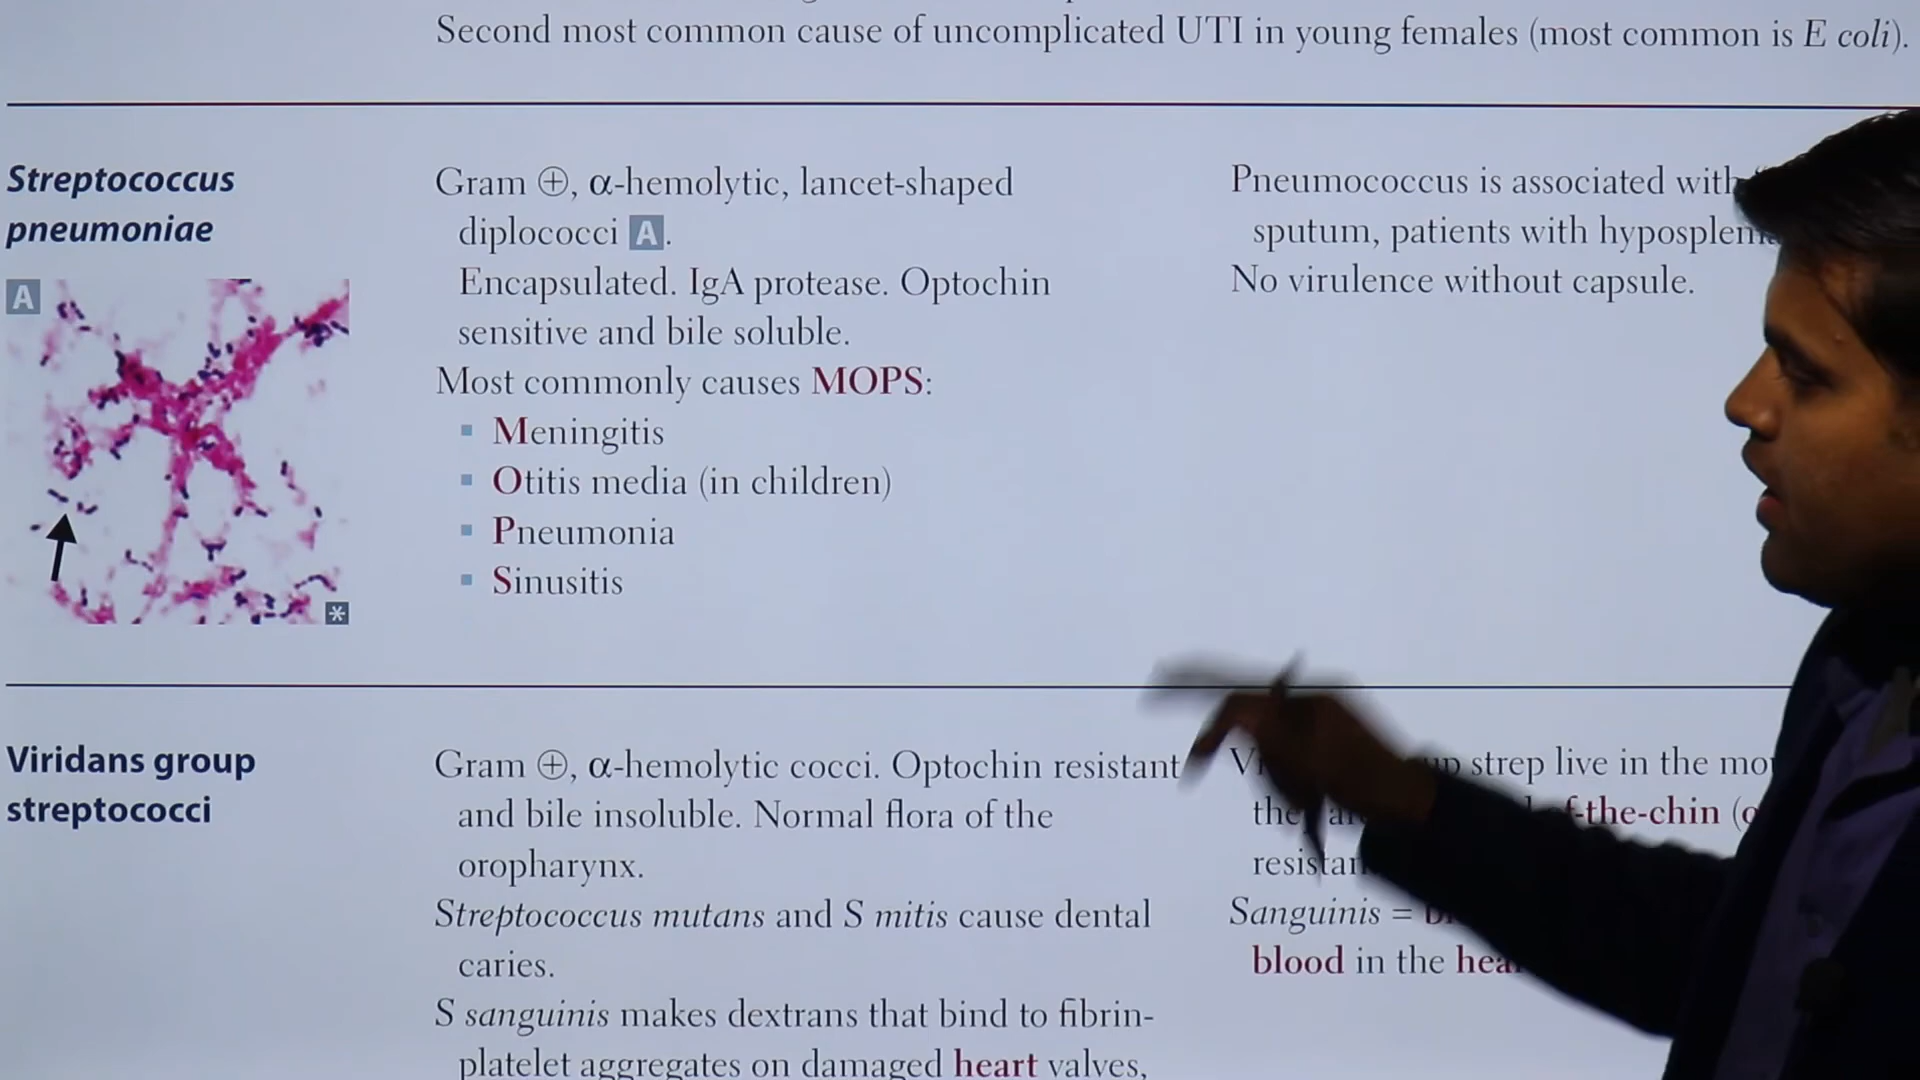 Second most common cause of uncomplicated UTI in young females (most common is E coli).
Streptococcus
pneumoniae
A
*
Gram ⊕, α-hemolytic, lancet-shaped
diplococci A.
Encapsulated. IgA protease. Optochin
sensitive and bile soluble.
Most commonly causes MOPS:
▪ Meningitis
▪ Otitis media (in children)
▪ Pneumonia
▪ Sinusitis
Pneumococcus is associated with
sputum, patients with
No virulence without capsule.
Viridans group
streptococci
Gram ⊕, α-hemolytic cocci. Optochin resistant
and bile insoluble. Normal flora of the
oropharynx.
Streptococcus mutans and S mitis cause dental
caries.
S sanguinis makes dextrans that bind to fibrin-
platelet aggregates on damaged heart valves,
strep live in the
-the-chin
Sanguinis =
blood in the